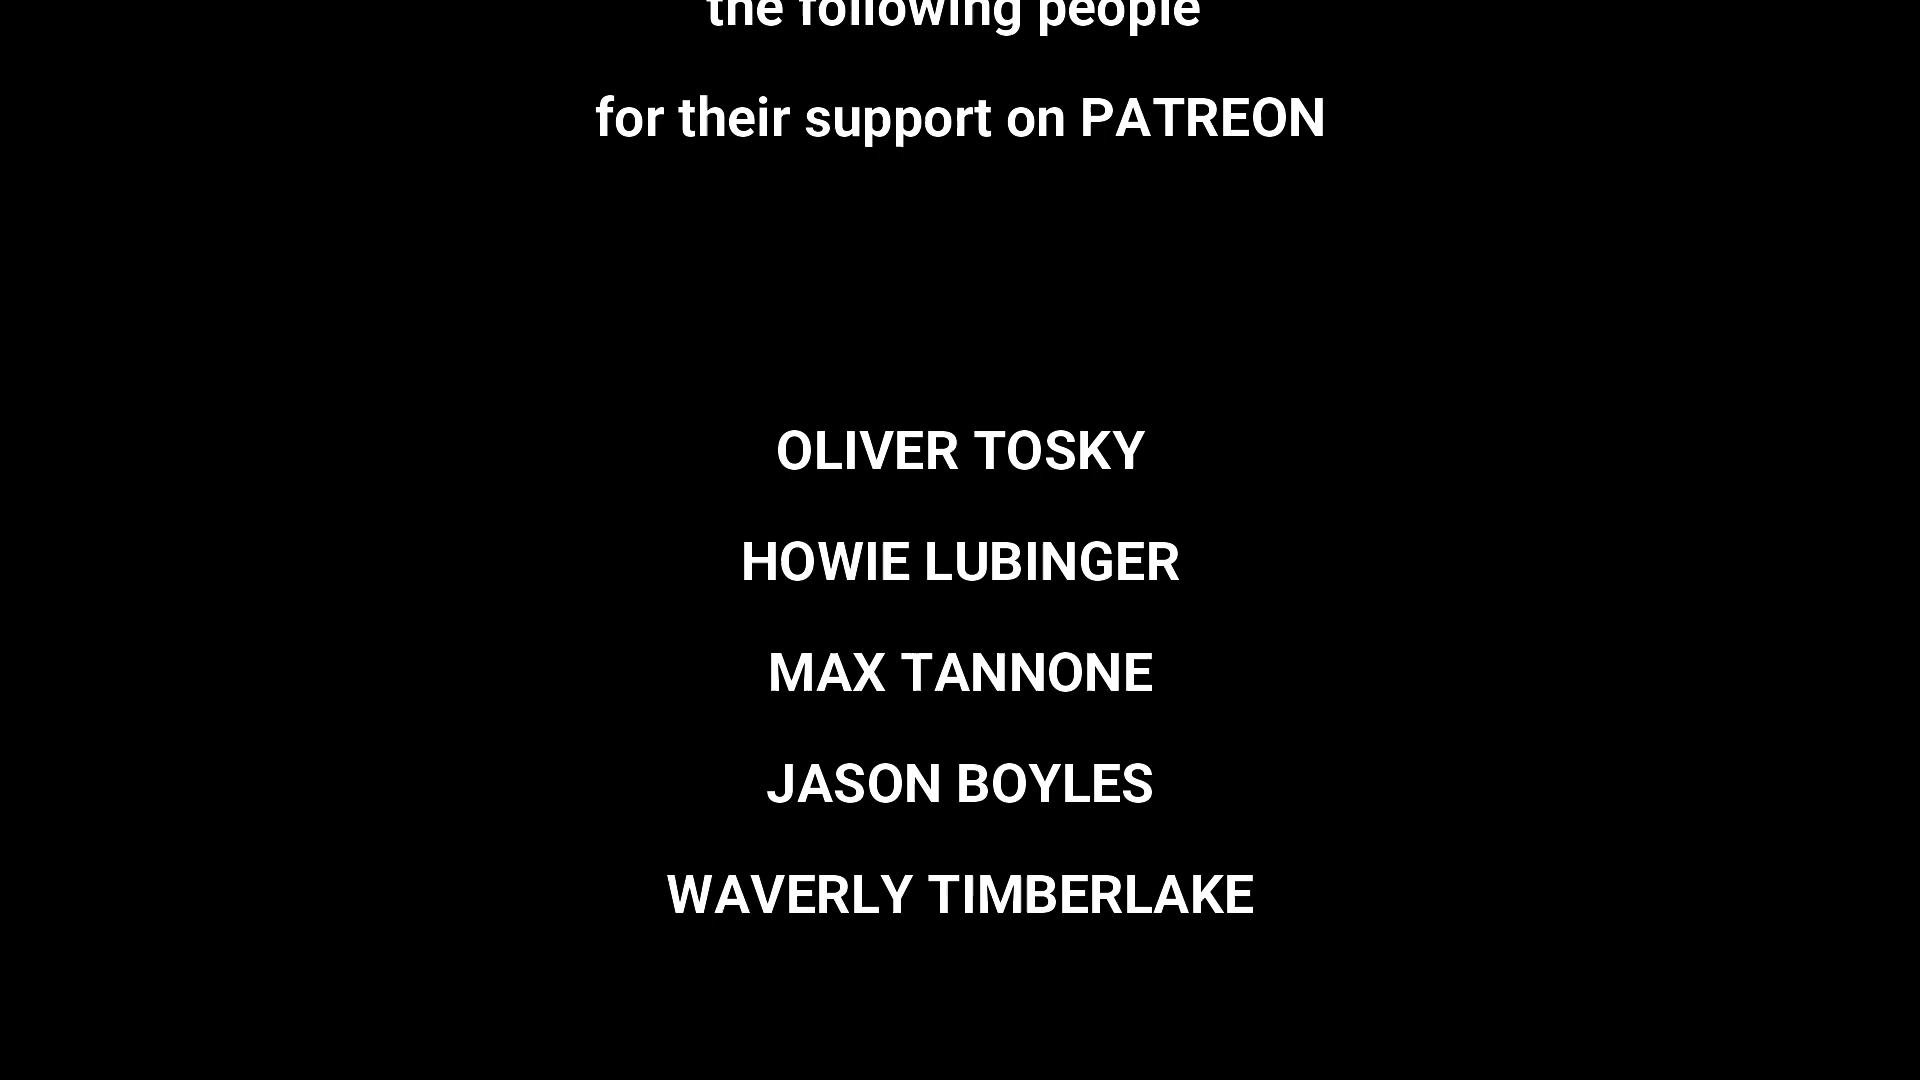 the following people
for their support on PATREON
OLIVER TOSKY
HOWIE LUBINGER
MAX TANNONE
JASON BOYLES
WAVERLY TIMBERLAKE